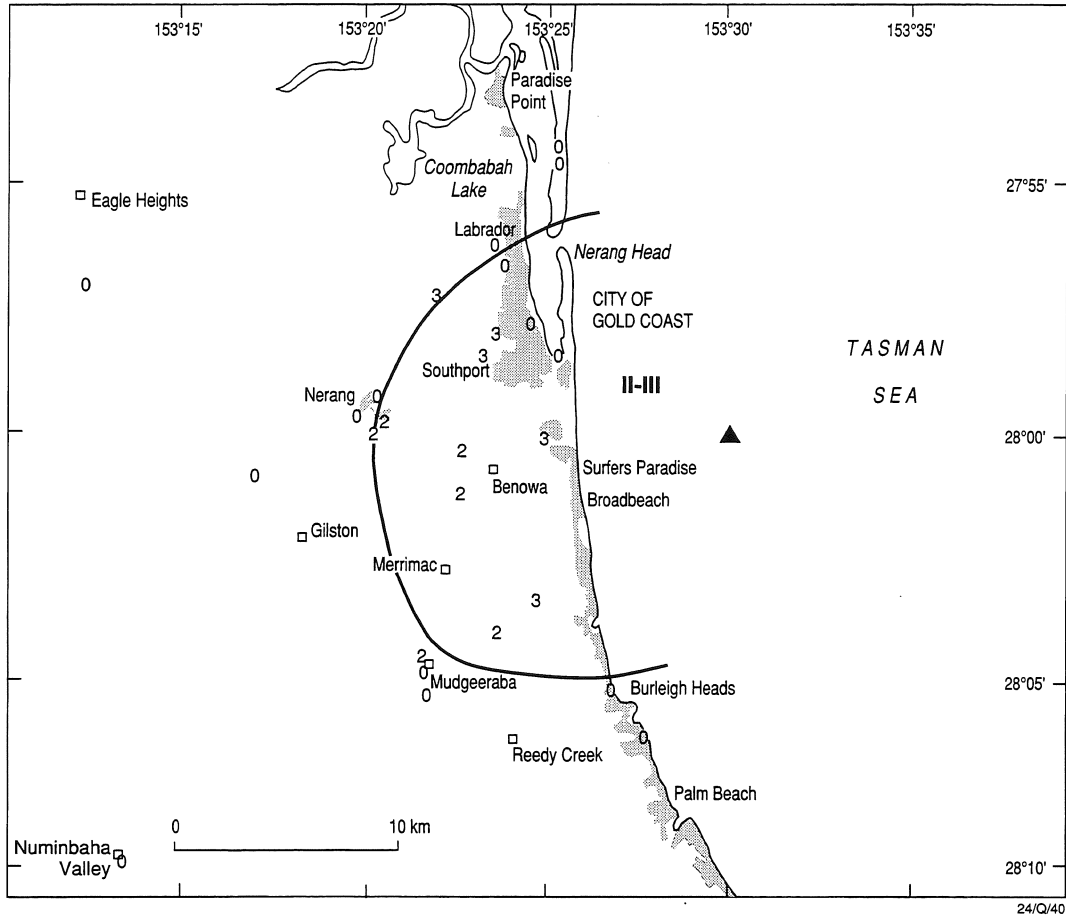 153°15'
153°20'
153°25'
153°30'
153°35'
Paradise
Point
0
0
Coombabah
Lake
27°55'
Eagle Heights
Labrador
0
Nerang Head
0
0
3
CITY OF
GOLD COAST
0
3
TASMAN
3
0
Southport
II-III
SEA
Nerang
0
0
2
2
3
28°00'
2
Surfers Paradise
0
Benowa
2
Broadbeach
Gilston
Merrimac
3
2
2
0
Mudgeeraba
0
0
Burleigh Heads
28°05'
0
Reedy Creek
Palm Beach
0
10 km
Numinbaha
Valley
0
28°10'
24/Q/40